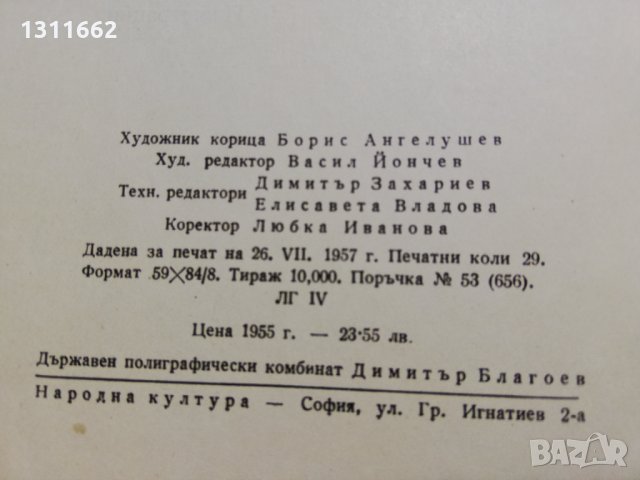 1311662
Художник корица Борис Ангелушев
Худ. редактор Васил Йончев
Техн. редактори Димитър Захариев
Елисавета Владова
Коректор Любка Иванова
Дадена за печат на 26. VII. 1957 г. Печатни коли 29.
Формат 59×84/8. Тираж 10,000. Поръчка № 53 (656).
ЛГ IV
Цена 1955 г. — 23·55 лв.
Държавен полиграфически комбинат Димитър Благоев
Народна култура — София, ул. Гр. Игнатиев 2-а
BAZAR